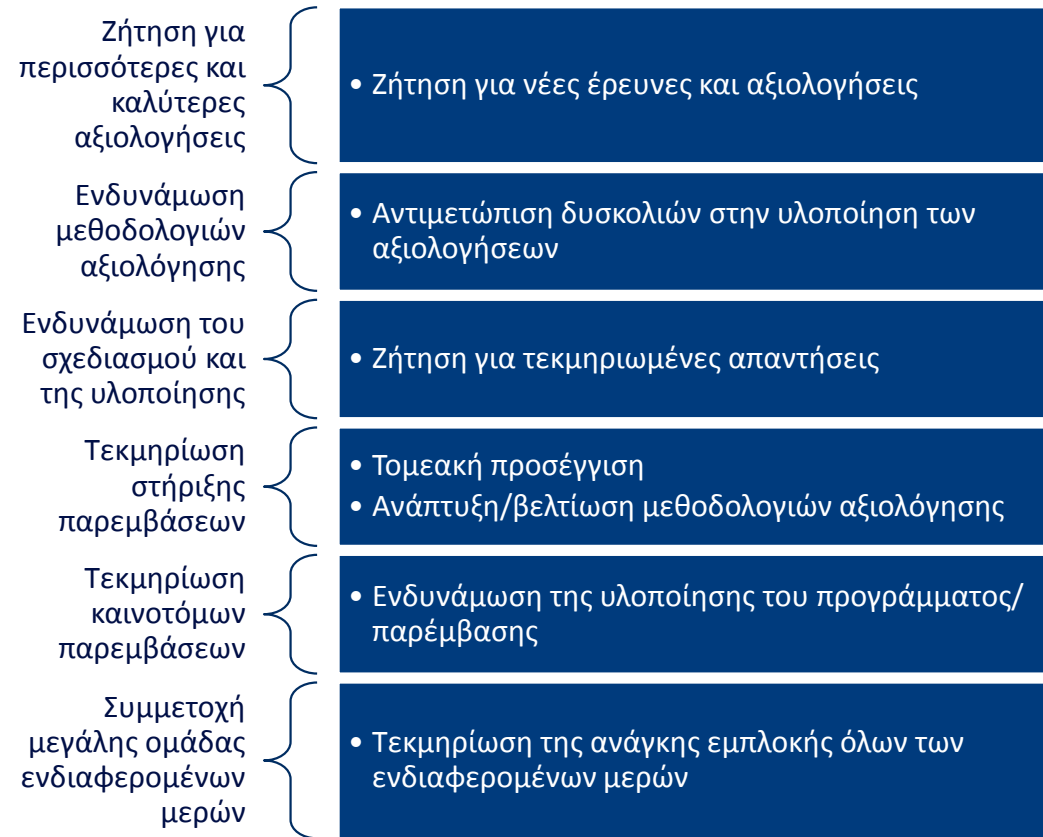 Ζήτηση για
περισσότερες και
καλύτερες
αξιολογήσεις
• Ζήτηση για νέές έρευνες και αξιολογήσεις
Ενδυνάμωση
μεθοδολογιών
αξιολόγησης
• Αντιμετώπιση δυσκολιών στην υλοποίηση των
αξιολογήσεων
Ενδυνάμωση του
σχεδιασμού και
της υλοποίησης
• Ζήτηση για τεκμηριωμένες απαντήσεις
Τεκμηρίωση
στήριξης
παρεμβάσεων
• Τομεακή προσέγγιση
• Ανάπτυξη/βελτίωση μεθοδολογιών αξιολόγησης
Τεκμηρίωση
καινοτόμων
παρεμβάσεων
• Ενδυνάμωση της υλοποίησης του προγράμματος/
παρέμβασης
Συμμετοχή
μεγάλης ομάδας
ενδιαφερομένων
μερών
• Τεκμηρίωση της ανάγκης εμπλοκής όλων των
ενδιαφερομένων μερών